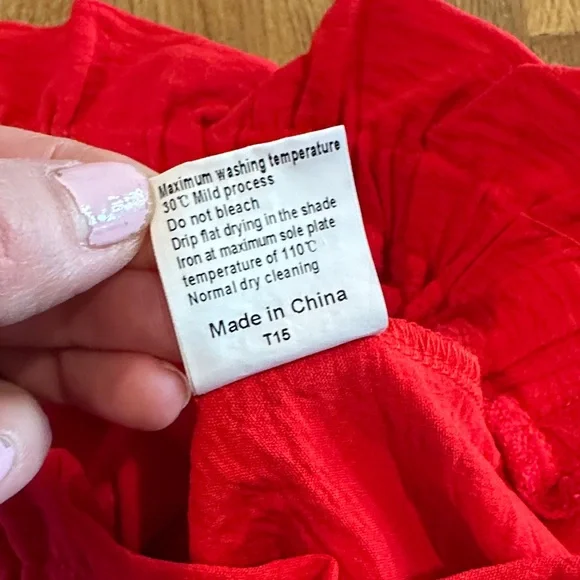 Maximum washing temperature
30℃ Mild process
Do not bleach
Drip flat drying in the shade
Iron at maximum sole plate
temperature of 110℃
Normal dry cleaning
Made in China
T15